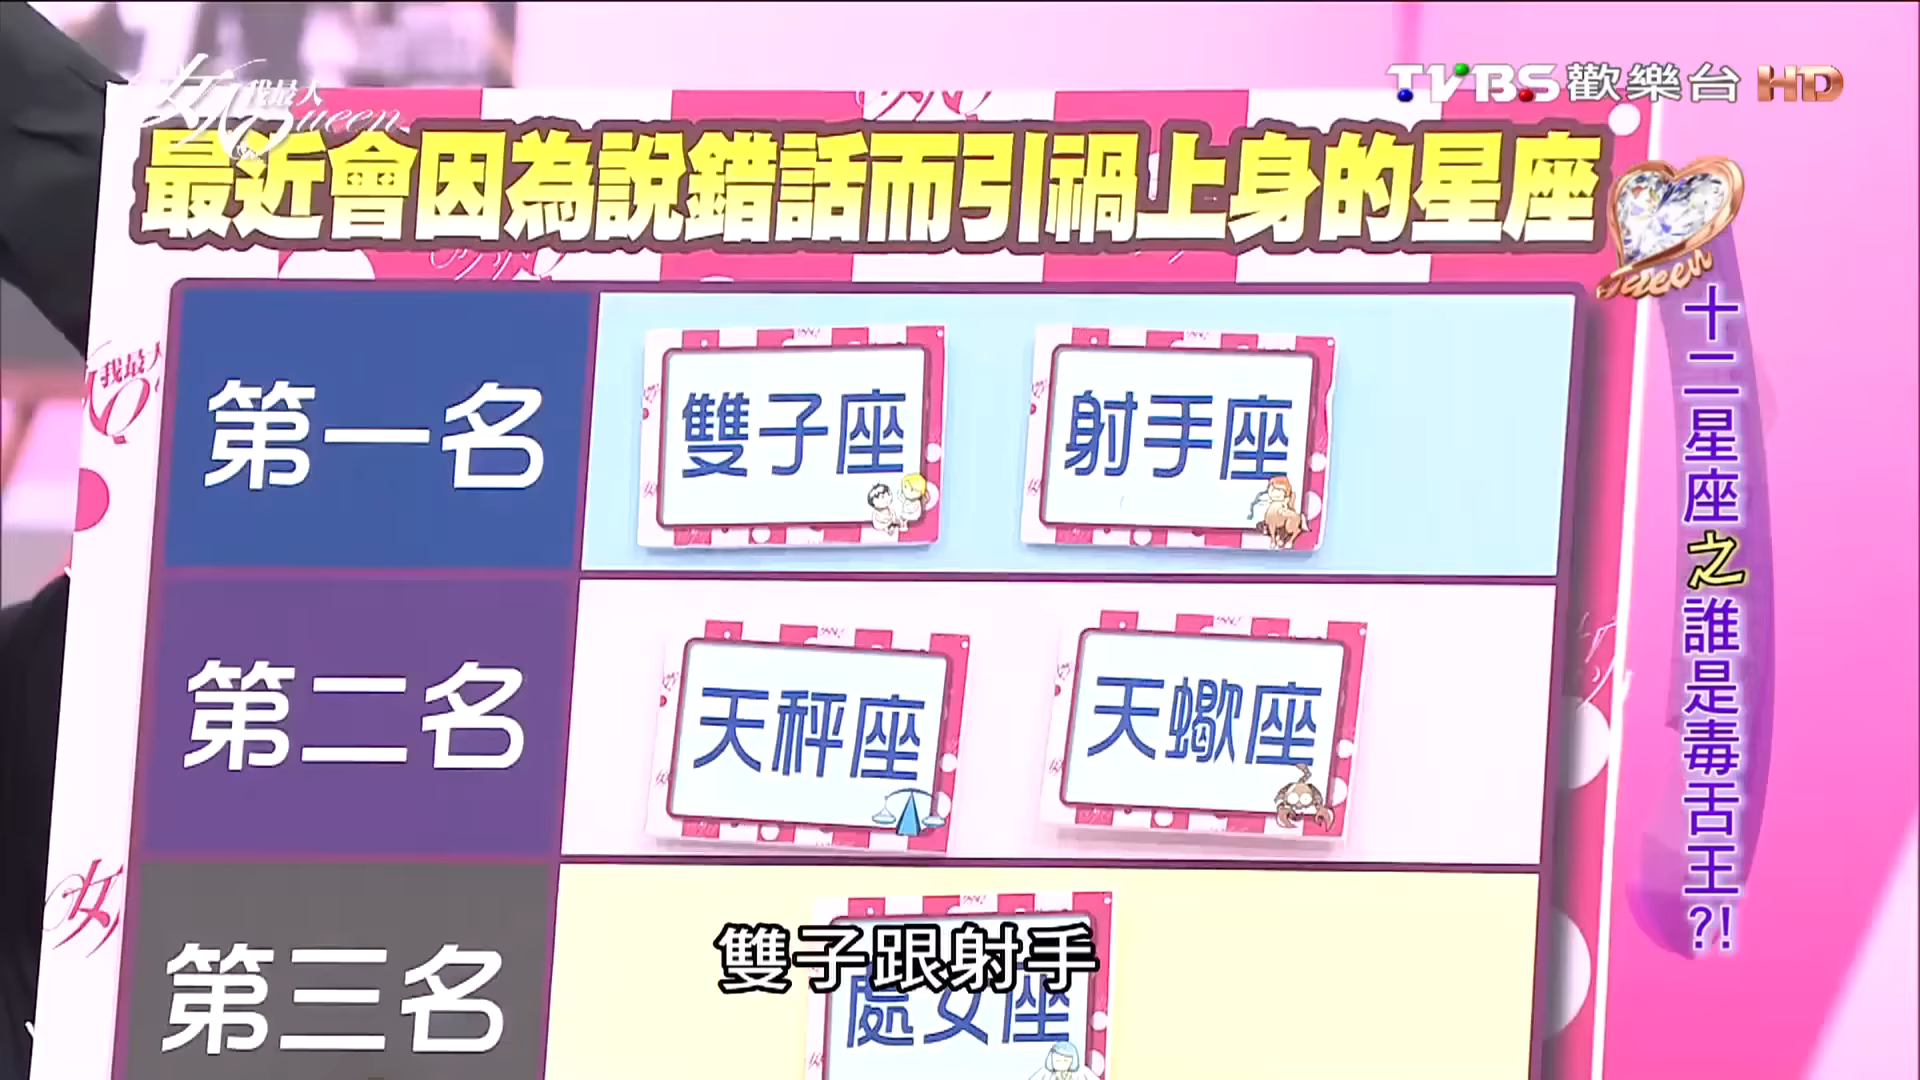 女人我最大
Queen
TVBS歡樂台 HD
最近會因為說錯話而引禍上身的星座
Queen
十二星座之誰是毒舌王?!
第一名
雙子座
射手座
第二名
天秤座
天蠍座
第三名
處女座
雙子跟射手